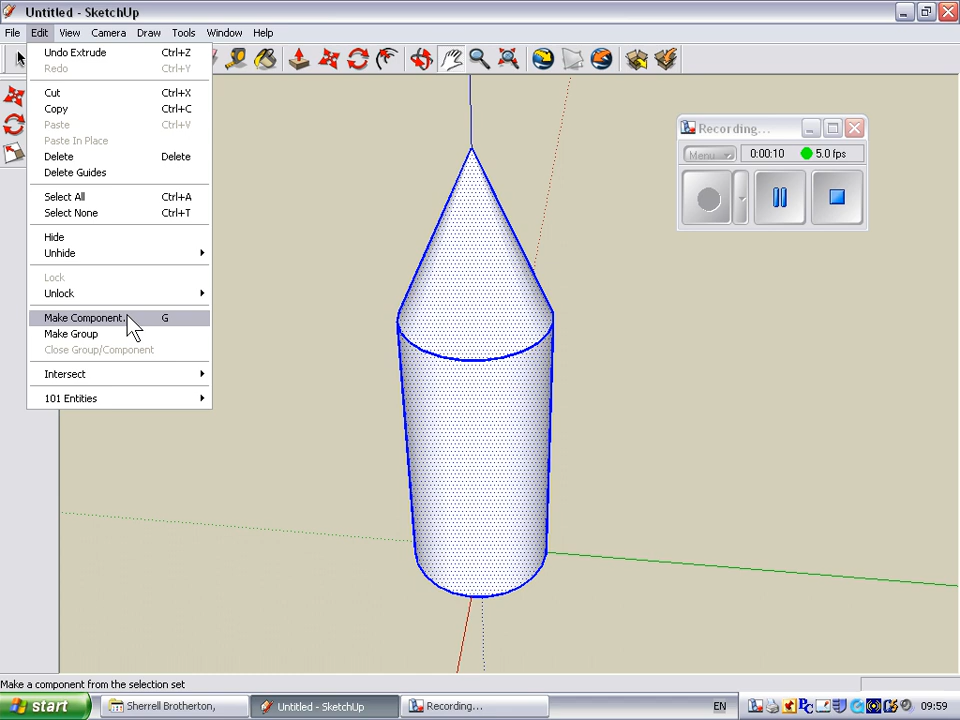 Untitled - SketchUp
File Edit View Camera Draw Tools Window Help
Undo Extrude Ctrl+Z
Redo Ctrl+Y
Cut Ctrl+X
Copy Ctrl+C
Paste Ctrl+V
Paste In Place
Delete Delete
Delete Guides
Select All Ctrl+A
Select None Ctrl+T
Hide
Unhide
Lock
Unlock
Make Component... G
Make Group
Close Group/Component
Intersect
101 Entities
Recording...
Menu 0:00:10 5.0 fps
Make a component from the selection set
start Sherrell Brotherton, Untitled - SketchUp Recording... EN 09:59